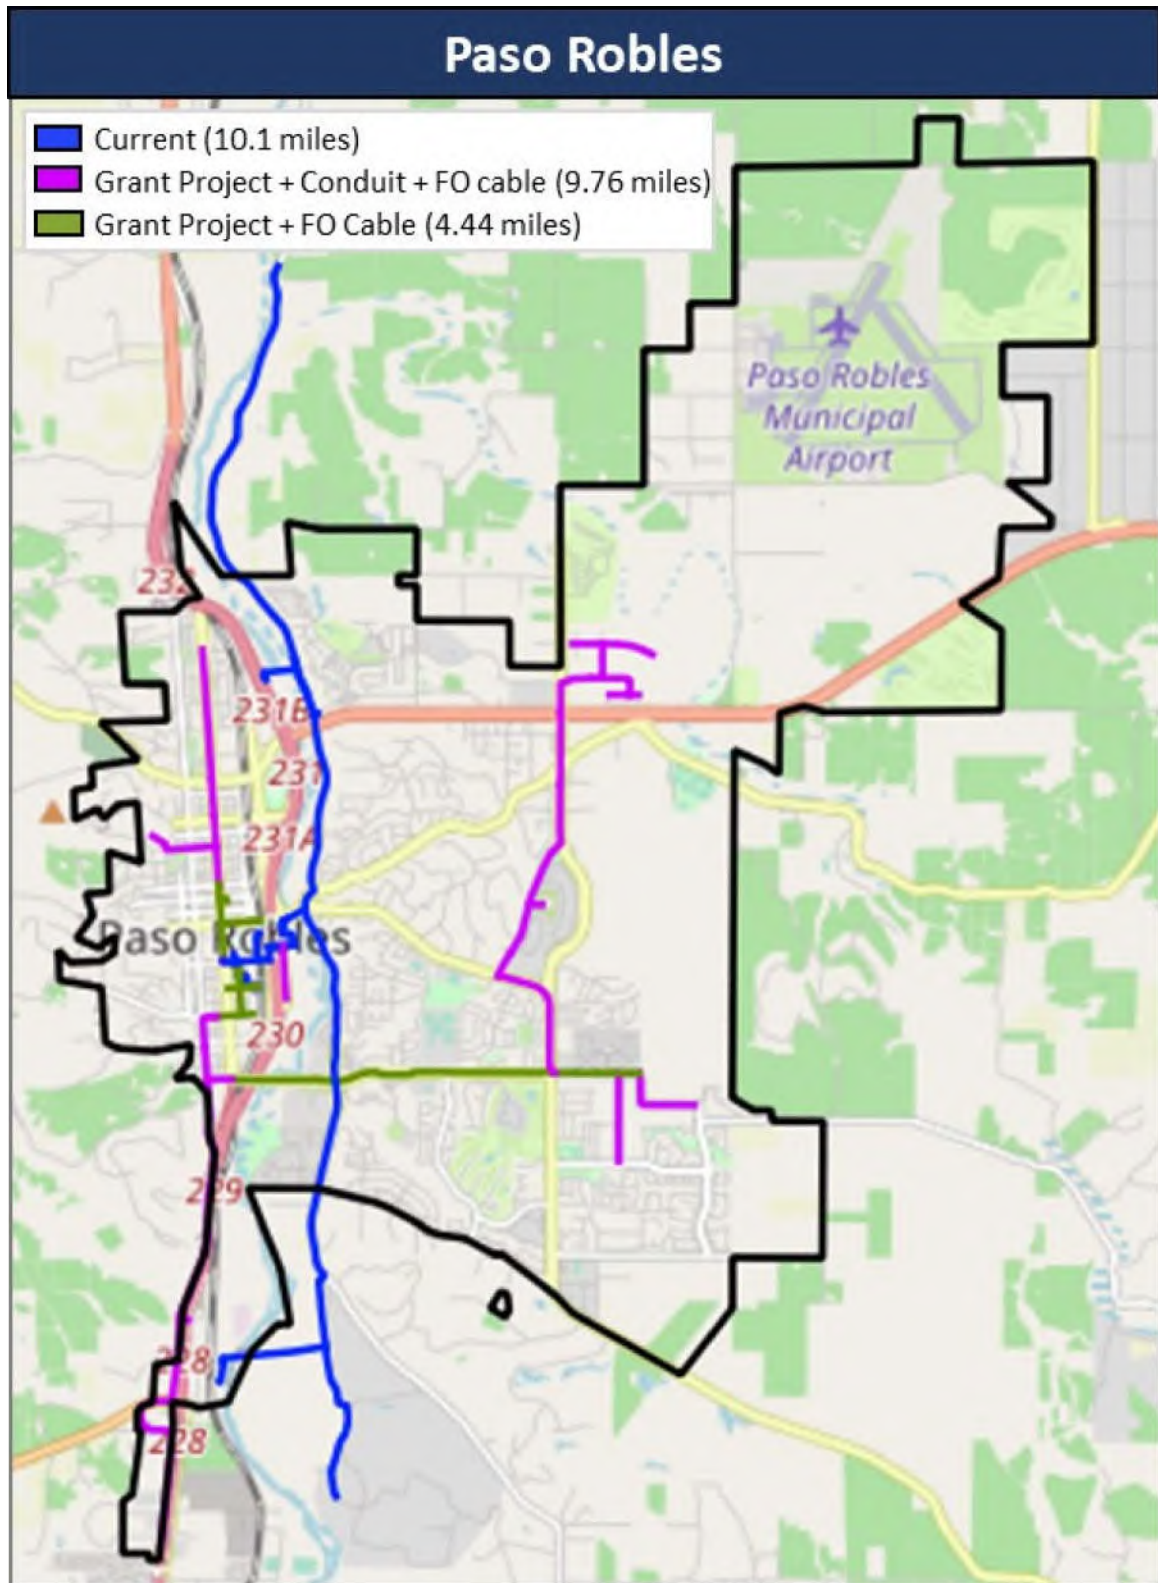 Paso Robles
Current (10.1 miles)
Grant Project + Conduit + FO cable (9.76 miles)
Grant Project + FO Cable (4.44 miles)
Paso Robles
Municipal
Airport
232
231B
231
231A
Paso Robles
230
229
228
228